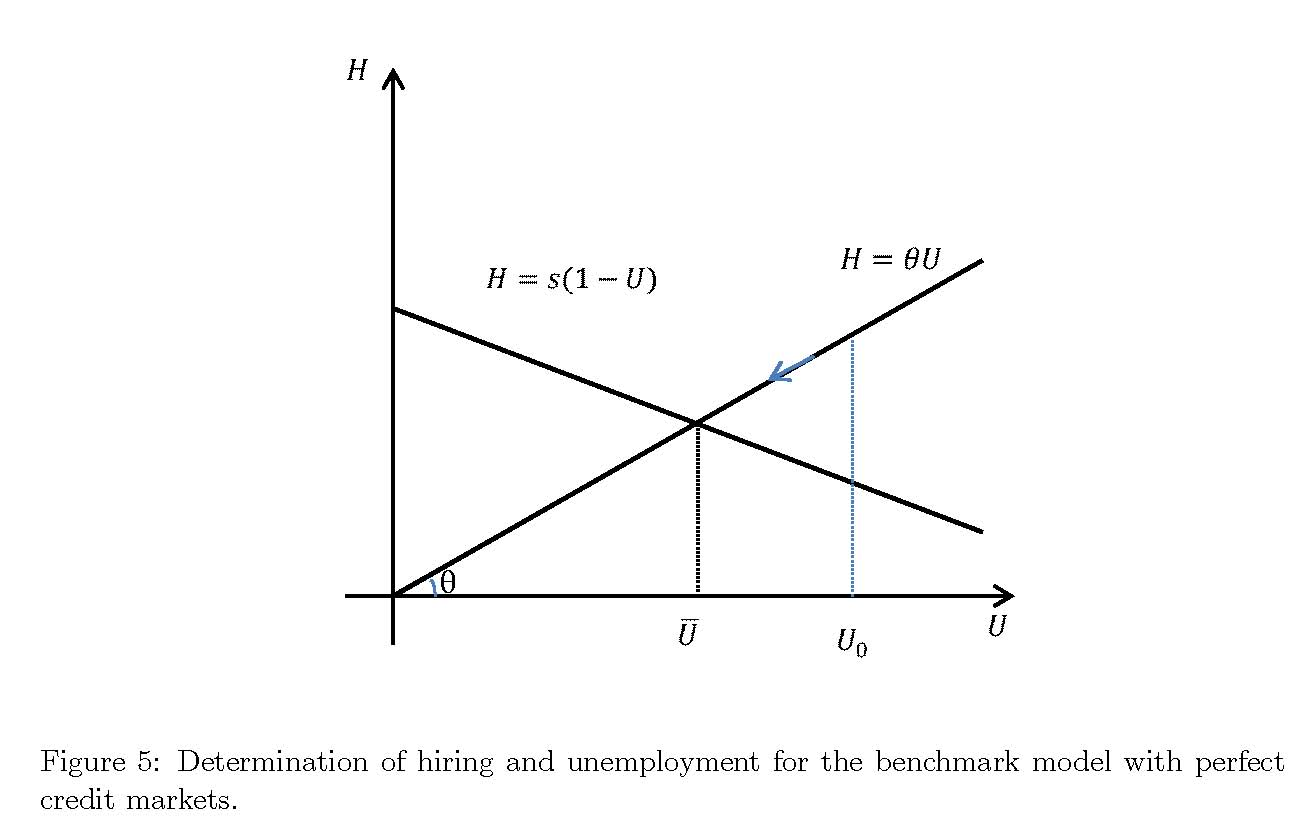 H
H = s(1 − U)
H = θU
θ
U̅
U₀
U
Figure 5: Determination of hiring and unemployment for the benchmark model with perfect
credit markets.